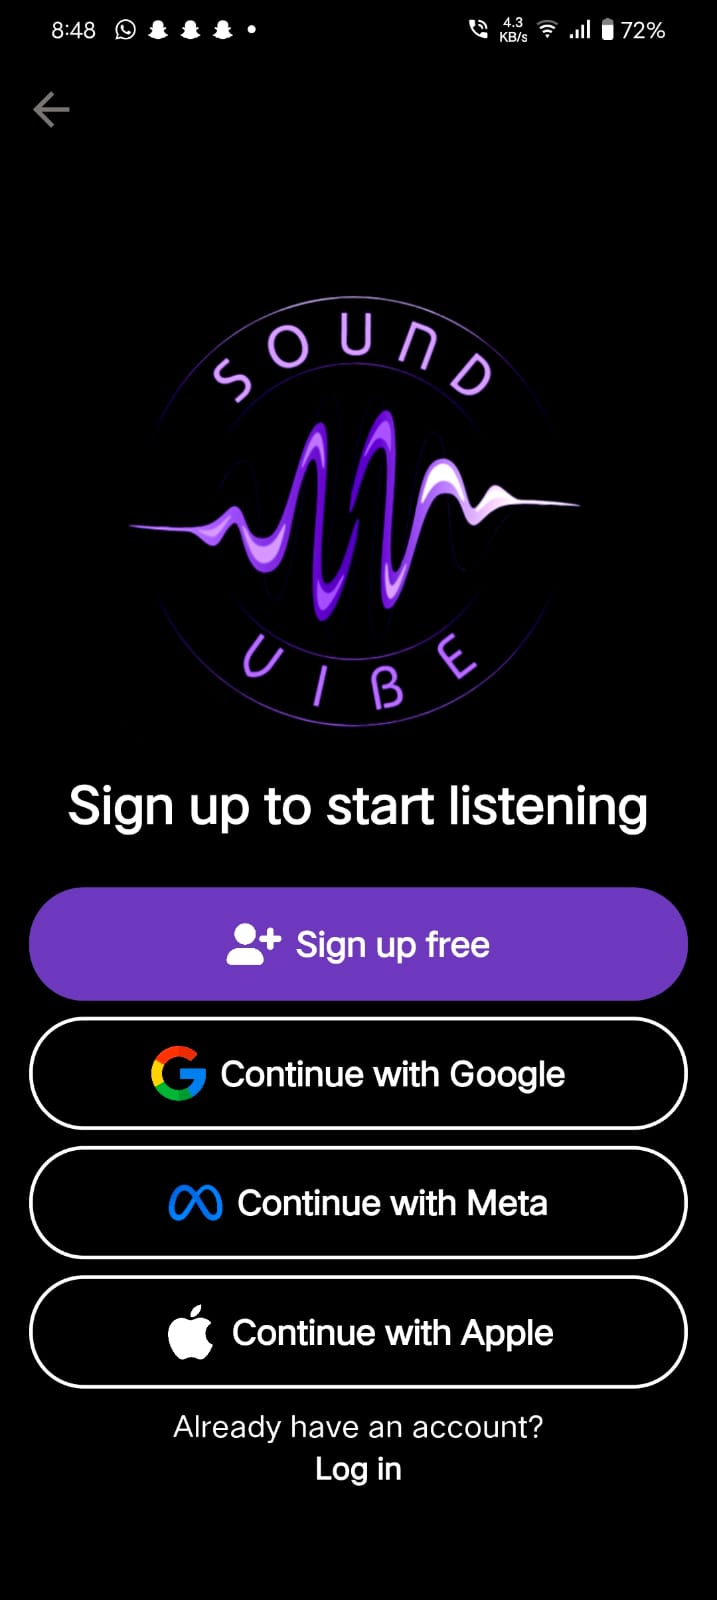 8:48 4.3 KB/s 72%
SOUND
VIBE
Sign up to start listening
Sign up free
Continue with Google
Continue with Meta
Continue with Apple
Already have an account?
Log in